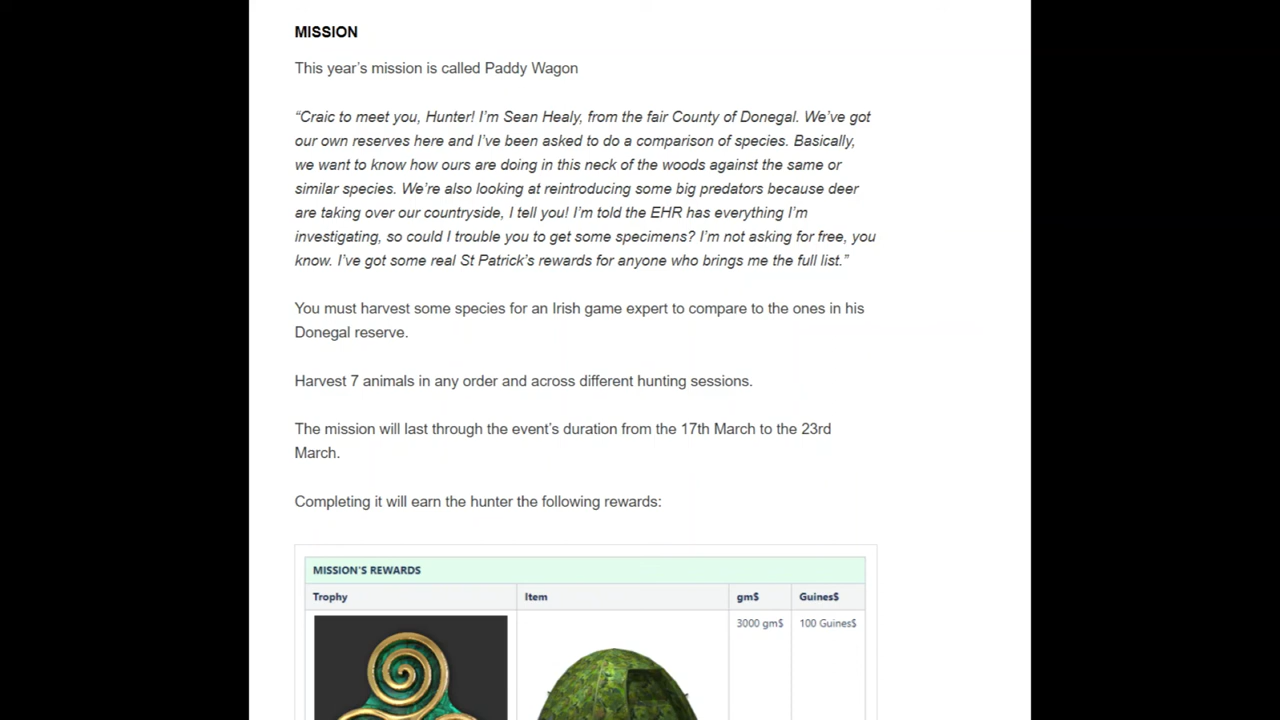 MISSION
This year’s mission is called Paddy Wagon
“Craic to meet you, Hunter! I’m Sean Healy, from the fair County of Donegal. We’ve got
our own reserves here and I’ve been asked to do a comparison of species. Basically,
we want to know how ours are doing in this neck of the woods against the same or
similar species. We’re also looking at reintroducing some big predators because deer
are taking over our countryside, I tell you! I’m told the EHR has everything I’m
investigating, so could I trouble you to get some specimens? I’m not asking for free, you
know. I’ve got some real St Patrick’s rewards for anyone who brings me the full list.”
You must harvest some species for an Irish game expert to compare to the ones in his
Donegal reserve.
Harvest 7 animals in any order and across different hunting sessions.
The mission will last through the event’s duration from the 17th March to the 23rd
March.
Completing it will earn the hunter the following rewards:
MISSION'S REWARDS
Trophy Item gm$ Guines$
3000 gm$ 100 Guines$